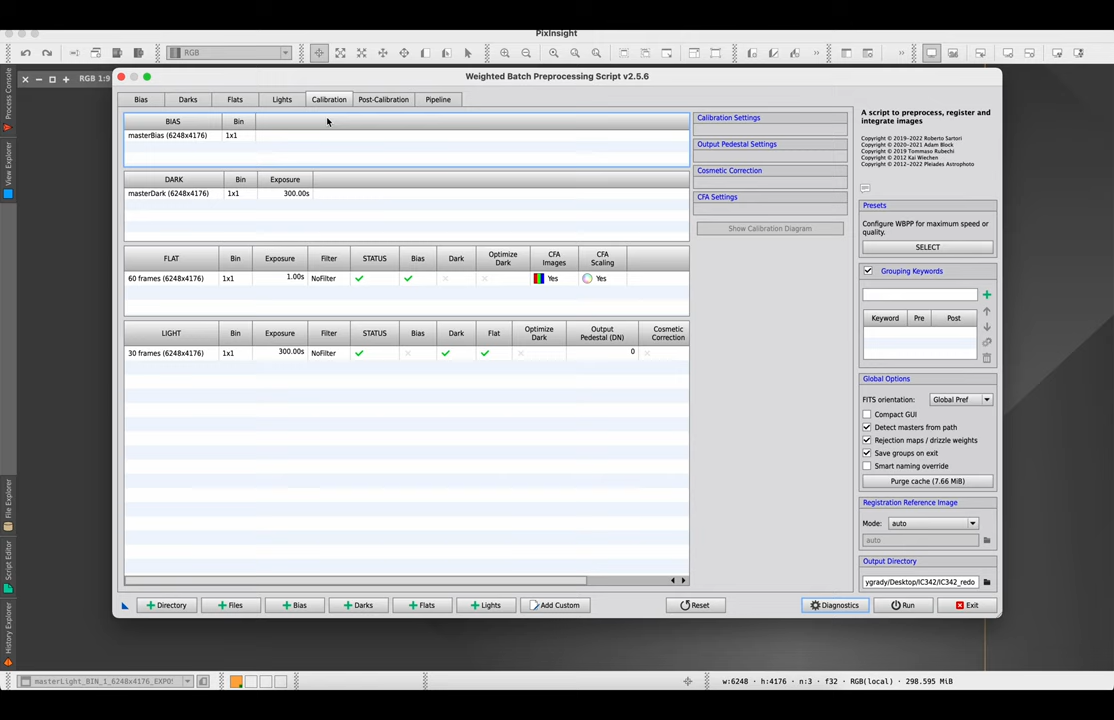 PixInsight
RGB
RGB 1:9
Weighted Batch Preprocessing Script v2.5.6
Bias
Darks
Flats
Lights
Calibration
Post-Calibration
Pipeline
BIAS
Bin
masterBias (6248x4176)
1x1
DARK
Bin
Exposure
masterDark (6248x4176)
1x1
300.00s
FLAT
Bin
Exposure
Filter
STATUS
Bias
Dark
Optimize
Dark
CFA
Images
CFA
Scaling
60 frames (6248x4176)
1x1
1.00s
NoFilter
Yes
Yes
LIGHT
Bin
Exposure
Filter
STATUS
Bias
Dark
Flat
Optimize
Dark
Output
Pedestal (DN)
Cosmetic
Correction
30 frames (6248x4176)
1x1
300.00s
NoFilter
0
Calibration Settings
Output Pedestal Settings
Cosmetic Correction
CFA Settings
Show Calibration Diagram
A script to preprocess, register and
integrate images
Copyright © 2019-2022 Roberto Sartori
Copyright © 2020-2021 Adam Block
Copyright © 2019 Tommaso Rubechi
Copyright © 2012 Kai Wiechen
Copyright © 2012-2022 Pleiades Astrophoto
Presets
Configure WBPP for maximum speed or
quality.
SELECT
Grouping Keywords
Keyword
Pre
Post
Global Options
FITS orientation:
Global Pref
Compact GUI
Detect masters from path
Rejection maps / drizzle weights
Save groups on exit
Smart naming override
Purge cache (7.66 MiB)
Registration Reference Image
Mode:
auto
auto
Output Directory
ygrady/Desktop/IC342/IC342_redo
Directory
Files
Bias
Darks
Flats
Lights
Add Custom
Reset
Diagnostics
Run
Exit
Process Console
View Explorer
File Explorer
Script Editor
History Explorer
masterLight_BIN_1_6248x4176_EXPO
w:6248 · h:4176 · n:3 · f32 · RGB(local) · 298.595 MiB